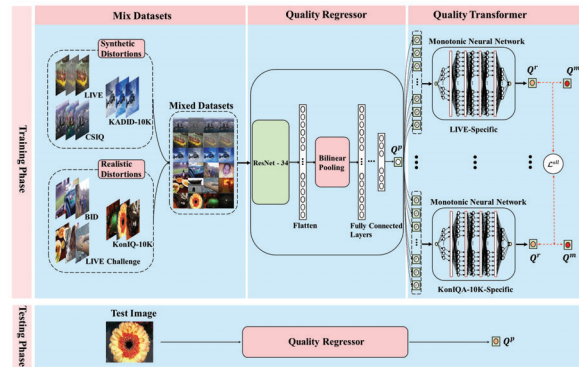 Mix Datasets
Quality Regressor
Quality Transformer
Training Phase
Synthetic
Distortions
LIVE
KADID-10K
CSIQ
Realistic
Distortions
BID
KonIQ-10K
LIVE Challenge
Mixed Datasets
ResNet - 34
Flatten
Bilinear
Pooling
Fully Connected
Layers
Q^p
Monotonic Neural Network
LIVE-Specific
Q^r
Q^m
ℒ^all
Monotonic Neural Network
KonIQA-10K-Specific
Q^r
Q^m
Testing Phase
Test Image
Quality Regressor
Q^p